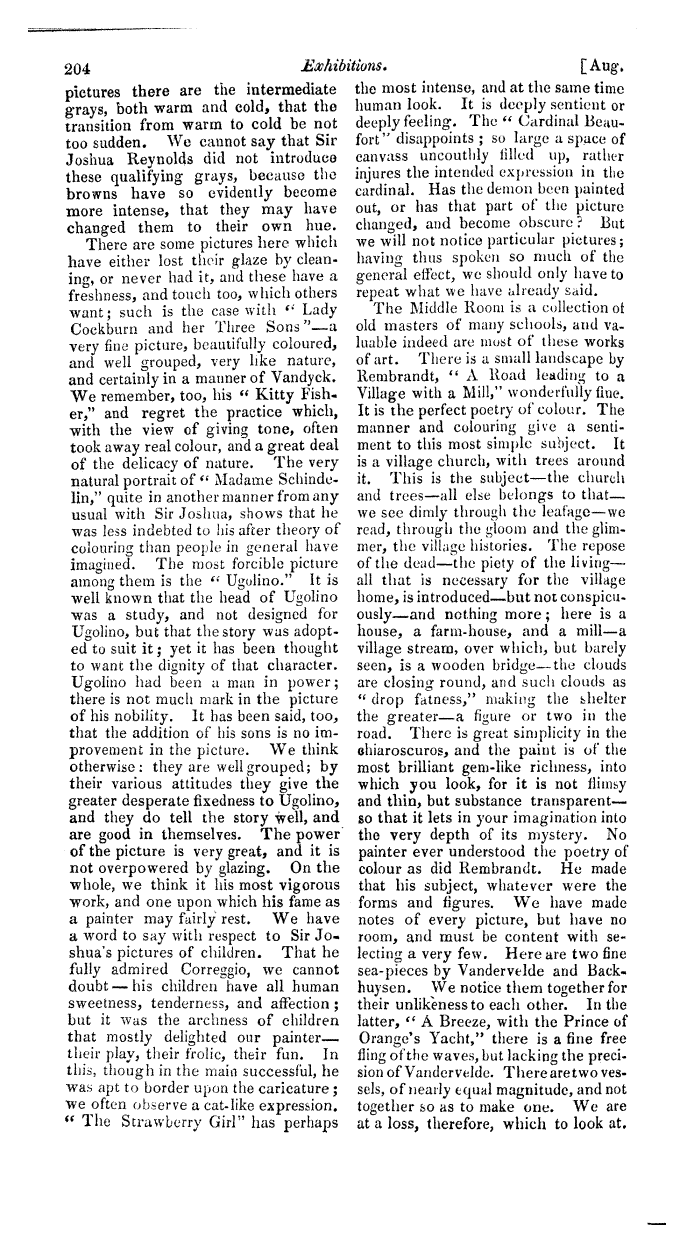 204
Exhibitions.
[Aug.
pictures there are the intermediate
grays, both warm and cold, that the
transition from warm to cold be not
too sudden. We cannot say that Sir
Joshua Reynolds did not introduce
these qualifying grays, because the
browns have so evidently become
more intense, that they may have
changed them to their own hue.
There are some pictures here which
have either lost their glaze by clean-
ing, or never had it, and these have a
freshness, and touch too, which others
want; such is the case with “ Lady
Cockburn and her Three Sons”—a
very fine picture, beautifully coloured,
and well grouped, very like nature,
and certainly in a manner of Vandyck.
We remember, too, his “ Kitty Fish-
er,” and regret the practice which,
with the view of giving tone, often
took away real colour, and a great deal
of the delicacy of nature. The very
natural portrait of “ Madame Schinde-
lin,” quite in another manner from any
usual with Sir Joshua, shows that he
was less indebted to his after theory of
colouring than people in general have
imagined. The most forcible picture
among them is the “ Ugolino.” It is
well known that the head of Ugolino
was a study, and not designed for
Ugolino, but that the story was adopt-
ed to suit it; yet it has been thought
to want the dignity of that character.
Ugolino had been a man in power;
there is not much mark in the picture
of his nobility. It has been said, too,
that the addition of his sons is no im-
provement in the picture. We think
otherwise: they are well grouped; by
their various attitudes they give the
greater desperate fixedness to Ugolino,
and they do tell the story well, and
are good in themselves. The power
of the picture is very great, and it is
not overpowered by glazing. On the
whole, we think it his most vigorous
work, and one upon which his fame as
a painter may fairly rest. We have
a word to say with respect to Sir Jo-
shua's pictures of children. That he
fully admired Correggio, we cannot
doubt — his children have all human
sweetness, tenderness, and affection;
but it was the archness of children
that mostly delighted our painter—
their play, their frolic, their fun. In
this, though in the main successful, he
was apt to border upon the caricature;
we often observe a cat-like expression.
“ The Strawberry Girl” has perhaps
the most intense, and at the same time
human look. It is deeply sentient or
deeply feeling. The “ Cardinal Beau-
fort” disappoints; so large a space of
canvass uncouthly filled up, rather
injures the intended expression in the
cardinal. Has the demon been painted
out, or has that part of the picture
changed, and become obscure? But
we will not notice particular pictures;
having thus spoken so much of the
general effect, we should only have to
repeat what we have already said.
The Middle Room is a collection of
old masters of many schools, and va-
luable indeed are most of these works
of art. There is a small landscape by
Rembrandt, “ A Road leading to a
Village with a Mill,” wonderfully fine.
It is the perfect poetry of colour. The
manner and colouring give a senti-
ment to this most simple subject. It
is a village church, with trees around
it. This is the subject—the church
and trees—all else belongs to that—
we see dimly through the leafage—we
read, through the gloom and the glim-
mer, the village histories. The repose
of the dead—the piety of the living—
all that is necessary for the village
home, is introduced—but not conspicu-
ously—and nothing more; here is a
house, a farm-house, and a mill—a
village stream, over which, but barely
seen, is a wooden bridge—the clouds
are closing round, and such clouds as
“ drop fatness,” making the shelter
the greater—a figure or two in the
road. There is great simplicity in the
chiaroscuros, and the paint is of the
most brilliant gem-like richness, into
which you look, for it is not flimsy
and thin, but substance transparent—
so that it lets in your imagination into
the very depth of its mystery. No
painter ever understood the poetry of
colour as did Rembrandt. He made
that his subject, whatever were the
forms and figures. We have made
notes of every picture, but have no
room, and must be content with se-
lecting a very few. Here are two fine
sea-pieces by Vandervelde and Back-
huysen. We notice them together for
their unlikeness to each other. In the
latter, “ A Breeze, with the Prince of
Orange's Yacht,” there is a fine free
fling of the waves, but lacking the preci-
sion of Vandervelde. There are two ves-
sels, of nearly equal magnitude, and not
together so as to make one. We are
at a loss, therefore, which to look at.